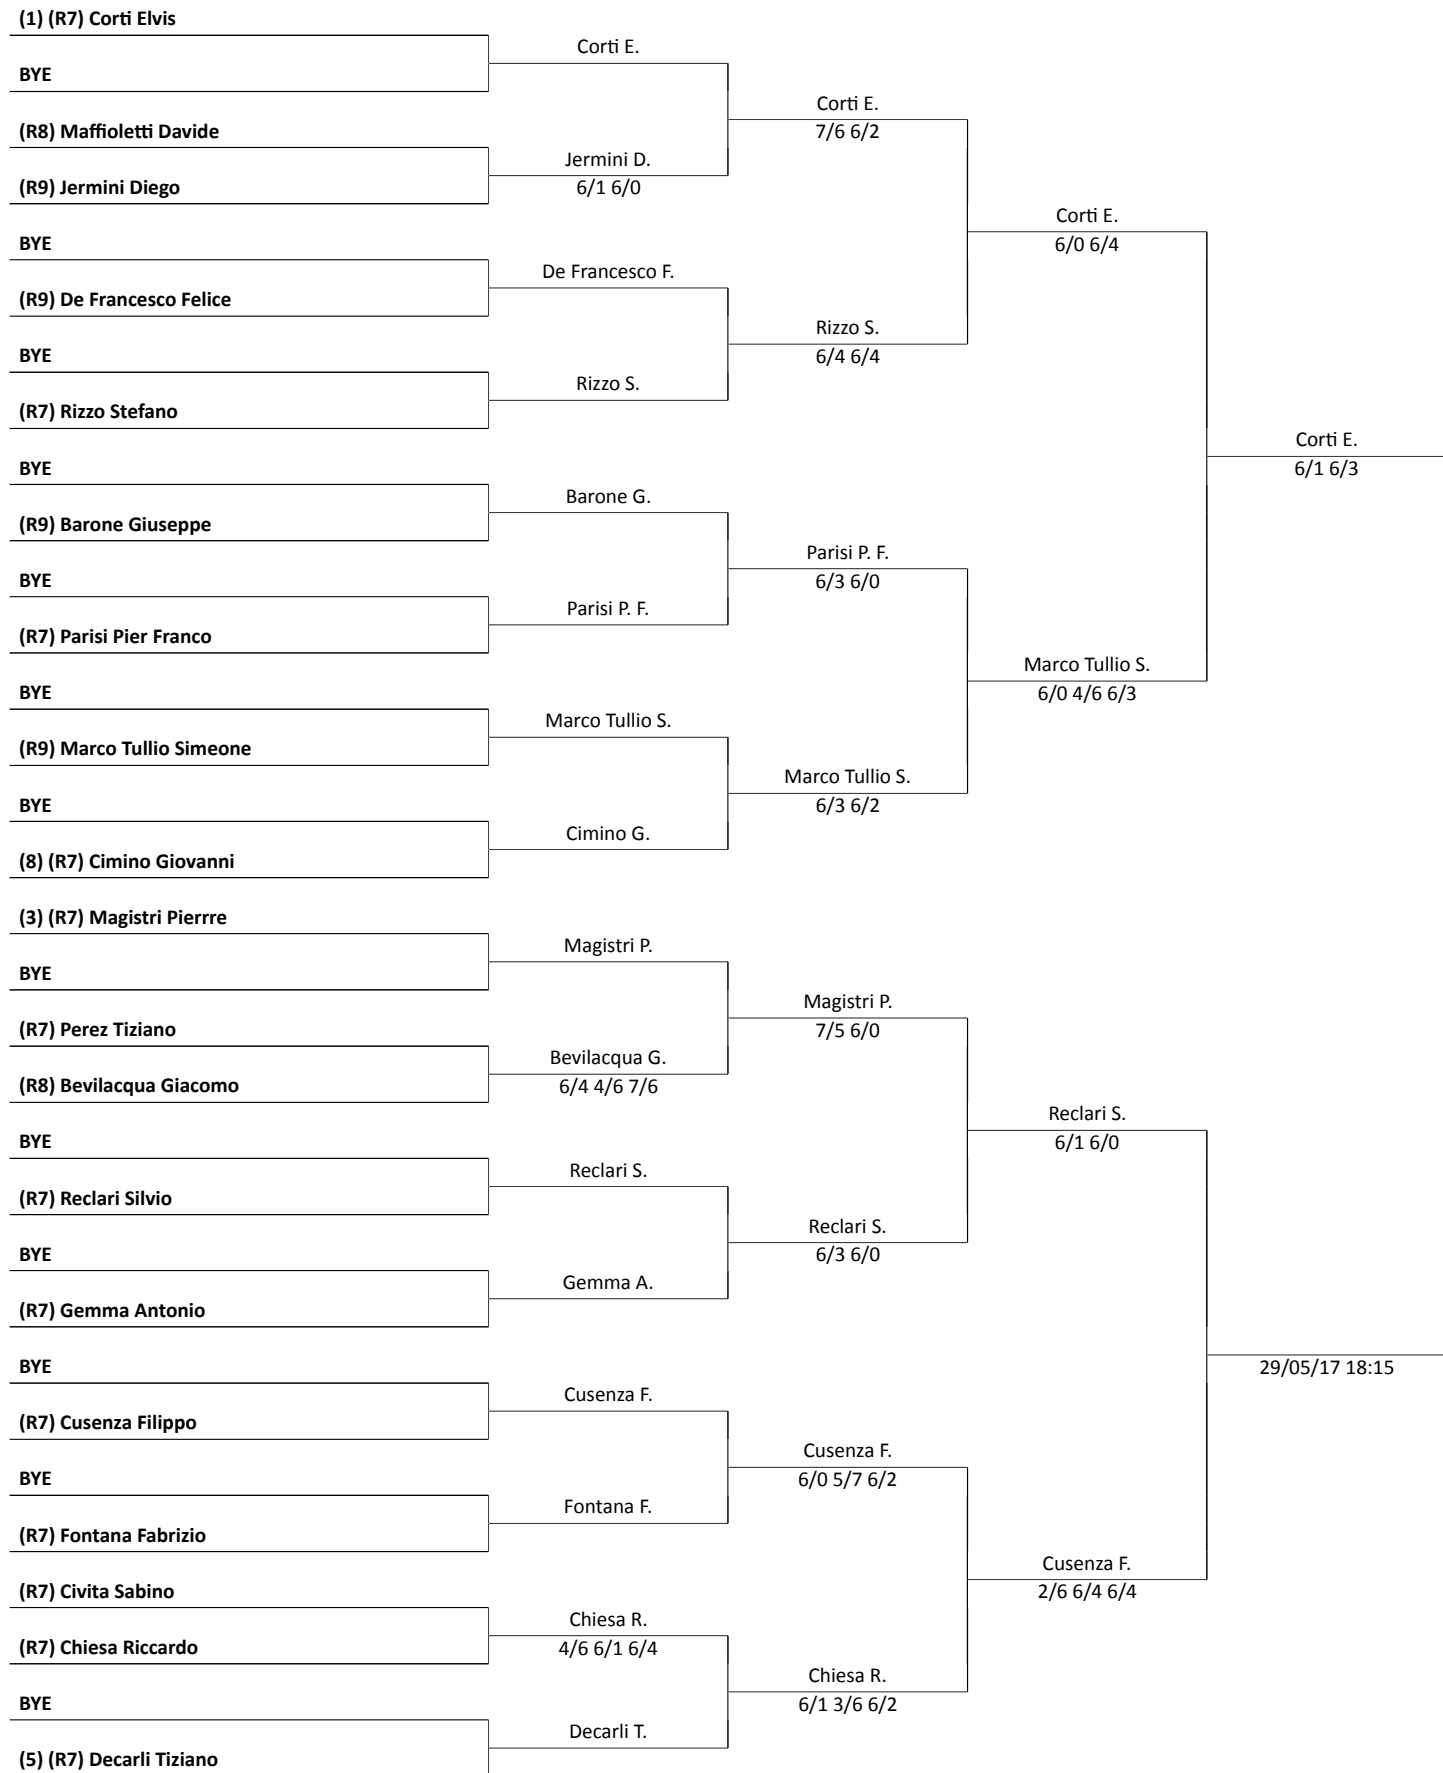 (1) (R7) Corti Elvis
Corti E.
BYE
Corti E.
(R8) Maffioletti Davide
7/6 6/2
Jermini D.
(R9) Jermini Diego
6/1 6/0
Corti E.
BYE
6/0 6/4
De Francesco F.
(R9) De Francesco Felice
Rizzo S.
BYE
6/4 6/4
Rizzo S.
(R7) Rizzo Stefano
Corti E.
BYE
6/1 6/3
Barone G.
(R9) Barone Giuseppe
Parisi P. F.
BYE
6/3 6/0
Parisi P. F.
(R7) Parisi Pier Franco
Marco Tullio S.
BYE
6/0 4/6 6/3
Marco Tullio S.
(R9) Marco Tullio Simeone
Marco Tullio S.
BYE
6/3 6/2
Cimino G.
(8) (R7) Cimino Giovanni
(3) (R7) Magistri Pierrre
Magistri P.
BYE
Magistri P.
(R7) Perez Tiziano
7/5 6/0
Bevilacqua G.
(R8) Bevilacqua Giacomo
6/4 4/6 7/6
Reclari S.
BYE
6/1 6/0
Reclari S.
(R7) Reclari Silvio
Reclari S.
BYE
6/3 6/0
Gemma A.
(R7) Gemma Antonio
BYE
29/05/17 18:15
Cusenza F.
(R7) Cusenza Filippo
Cusenza F.
BYE
6/0 5/7 6/2
Fontana F.
(R7) Fontana Fabrizio
Cusenza F.
(R7) Civita Sabino
2/6 6/4 6/4
Chiesa R.
(R7) Chiesa Riccardo
4/6 6/1 6/4
Chiesa R.
BYE
6/1 3/6 6/2
Decarli T.
(5) (R7) Decarli Tiziano